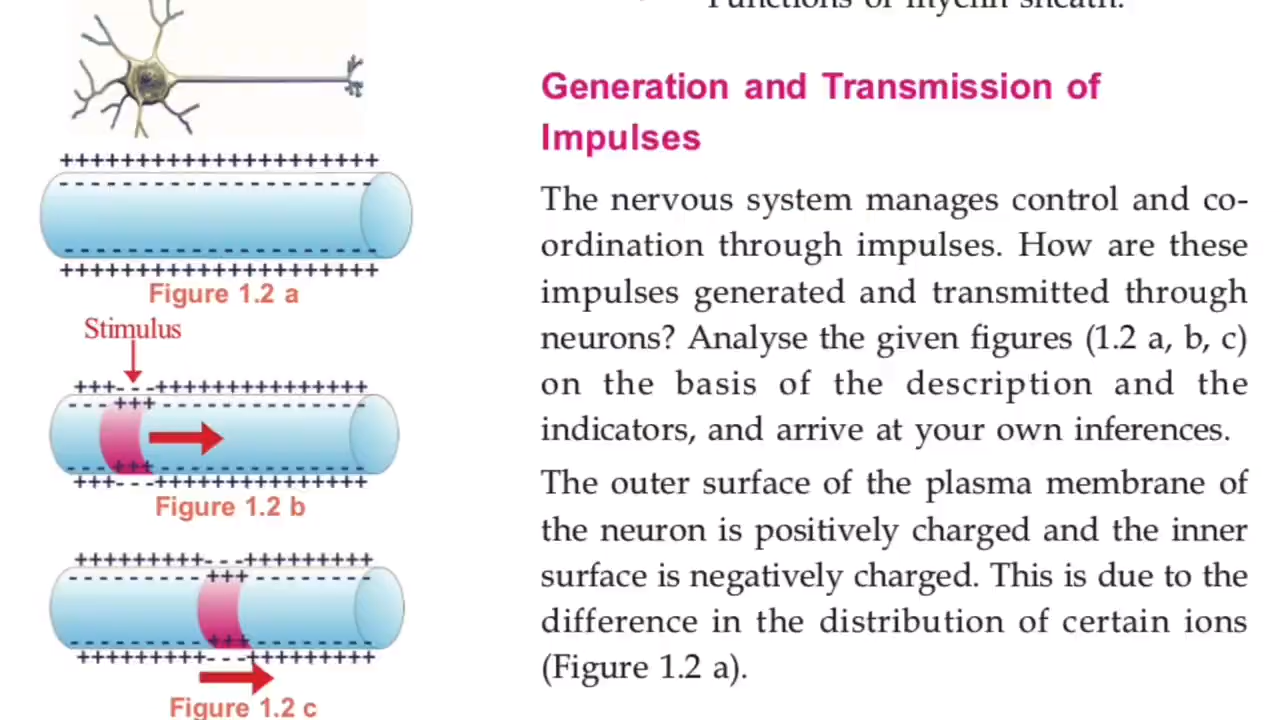 Functions of myelin sheath.
Generation and Transmission of
Impulses
The nervous system manages control and co-
ordination through impulses. How are these
impulses generated and transmitted through
neurons? Analyse the given figures (1.2 a, b, c)
on the basis of the description and the
indicators, and arrive at your own inferences.
The outer surface of the plasma membrane of
the neuron is positively charged and the inner
surface is negatively charged. This is due to the
difference in the distribution of certain ions
(Figure 1.2 a).
++++++++++++++++++++
Figure 1.2 a
Stimulus
Figure 1.2 b
Figure 1.2 c